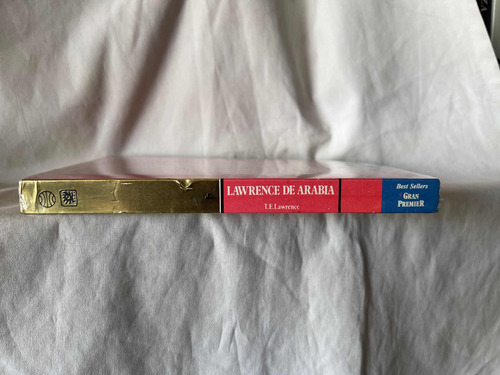 LAWRENCE DE ARABIA
T.E. Lawrence
Best Sellers
GRAN
PREMIER